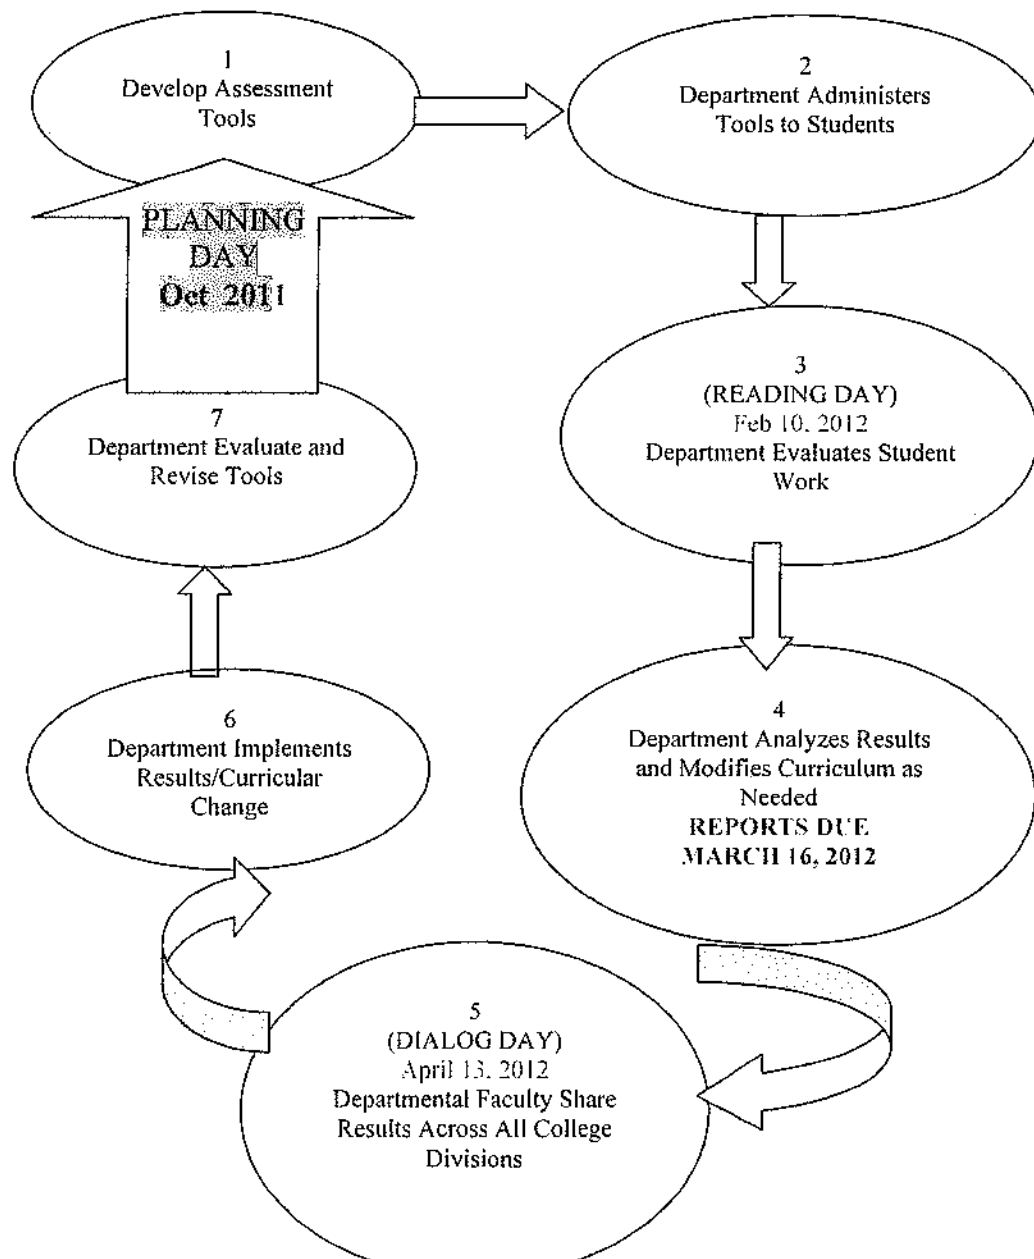 1
Develop Assessment
Tools
2
Department Administers
Tools to Students
PLANNING
DAY
Oct 2011
3
(READING DAY)
Feb 10, 2012
Department Evaluates Student
Work
7
Department Evaluate and
Revise Tools
4
Department Analyzes Results
and Modifies Curriculum as
Needed
REPORTS DUE
MARCH 16, 2012
6
Department Implements
Results/Curricular
Change
5
(DIALOG DAY)
April 13, 2012
Departmental Faculty Share
Results Across All College
Divisions